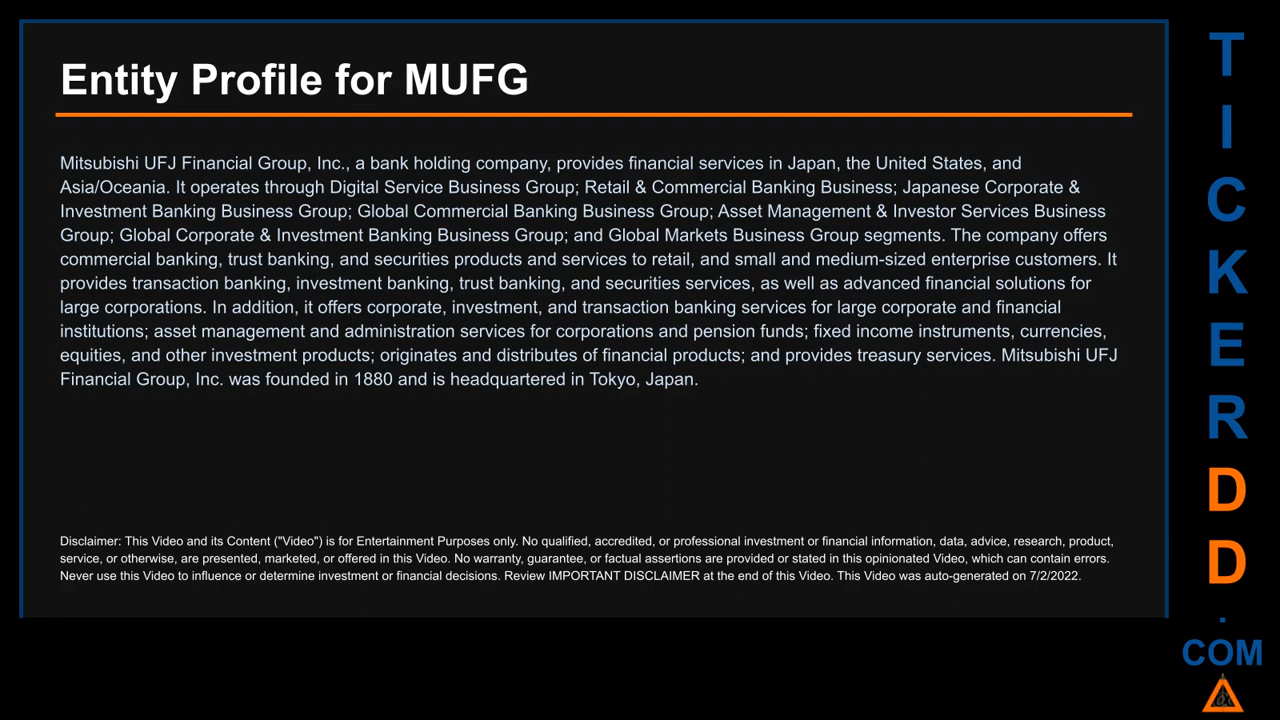 Entity Profile for MUFG
Mitsubishi UFJ Financial Group, Inc., a bank holding company, provides financial services in Japan, the United States, and
Asia/Oceania. It operates through Digital Service Business Group; Retail & Commercial Banking Business; Japanese Corporate &
Investment Banking Business Group; Global Commercial Banking Business Group; Asset Management & Investor Services Business
Group; Global Corporate & Investment Banking Business Group; and Global Markets Business Group segments. The company offers
commercial banking, trust banking, and securities products and services to retail, and small and medium-sized enterprise customers. It
provides transaction banking, investment banking, trust banking, and securities services, as well as advanced financial solutions for
large corporations. In addition, it offers corporate, investment, and transaction banking services for large corporate and financial
institutions; asset management and administration services for corporations and pension funds; fixed income instruments, currencies,
equities, and other investment products; originates and distributes of financial products; and provides treasury services. Mitsubishi UFJ
Financial Group, Inc. was founded in 1880 and is headquartered in Tokyo, Japan.
Disclaimer: This Video and its Content ("Video") is for Entertainment Purposes only. No qualified, accredited, or professional investment or financial information, data, advice, research, product,
service, or otherwise, are presented, marketed, or offered in this Video. No warranty, guarantee, or factual assertions are provided or stated in this opinionated Video, which can contain errors.
Never use this Video to influence or determine investment or financial decisions. Review IMPORTANT DISCLAIMER at the end of this Video. This Video was auto-generated on 7/2/2022.
T
I
C
K
E
R
D
D
.
COM